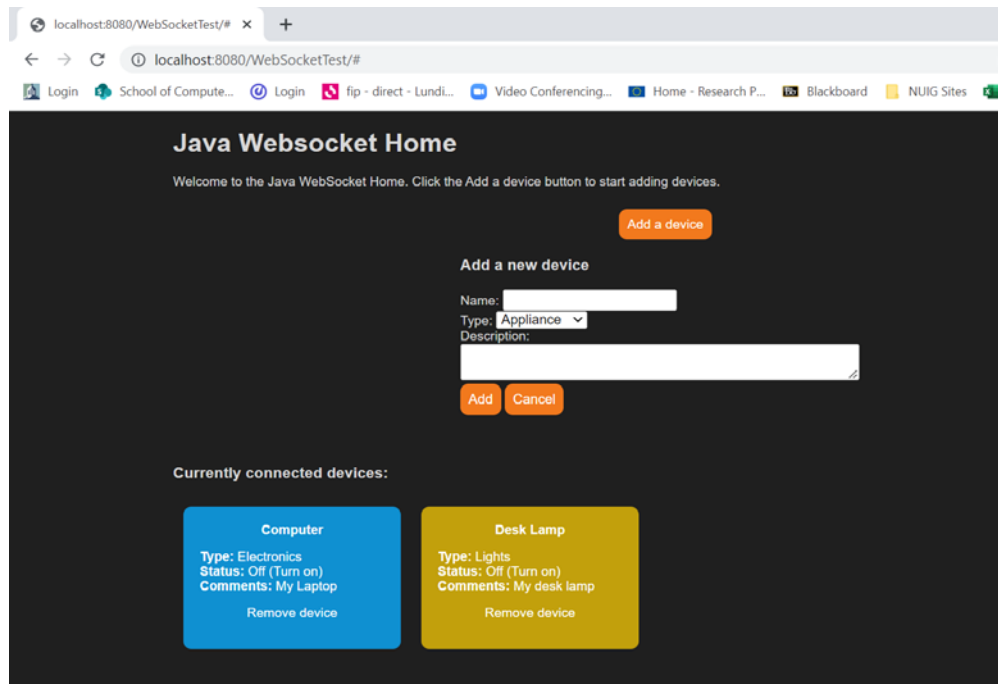 localhost:8080/WebSocketTest/#
localhost:8080/WebSocketTest/#
Login School of Compute... Login fip - direct - Lundi... Video Conferencing... Home - Research P... Bb Blackboard NUIG Sites
Java Websocket Home
Welcome to the Java WebSocket Home. Click the Add a device button to start adding devices.
Add a device
Add a new device
Name:
Type: Appliance
Description:
Add Cancel
Currently connected devices:
Computer
Type: Electronics
Status: Off (Turn on)
Comments: My Laptop
Remove device
Desk Lamp
Type: Lights
Status: Off (Turn on)
Comments: My desk lamp
Remove device